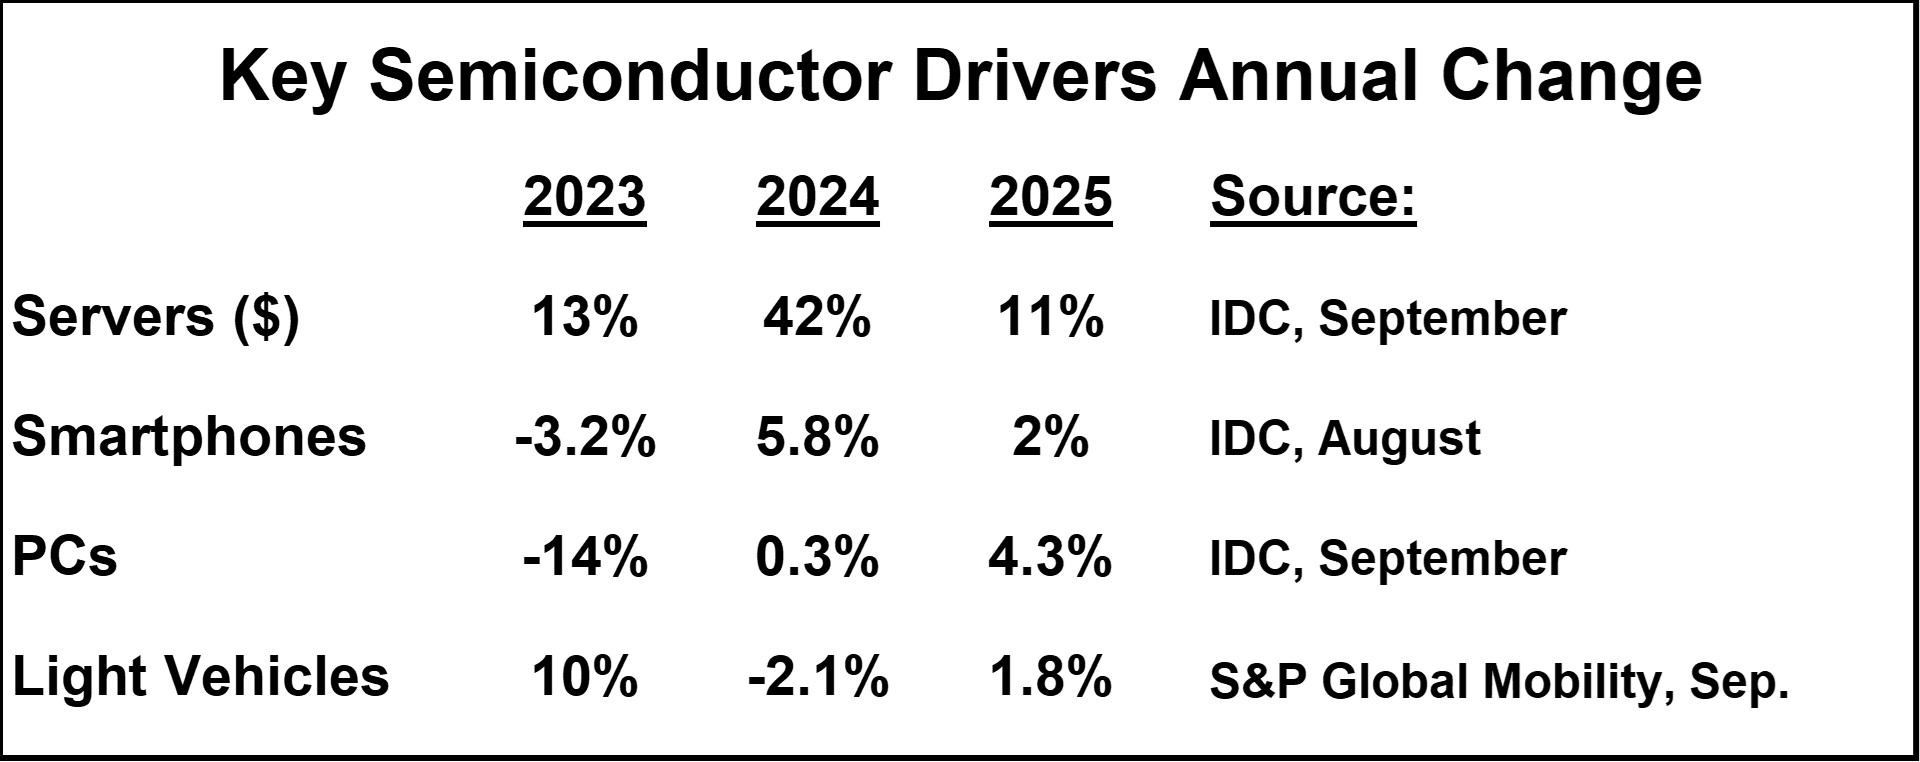 Key Semiconductor Drivers Annual Change
2023 2024 2025 Source:
Servers ($) 13% 42% 11% IDC, September
Smartphones -3.2% 5.8% 2% IDC, August
PCs -14% 0.3% 4.3% IDC, September
Light Vehicles 10% -2.1% 1.8% S&P Global Mobility, Sep.